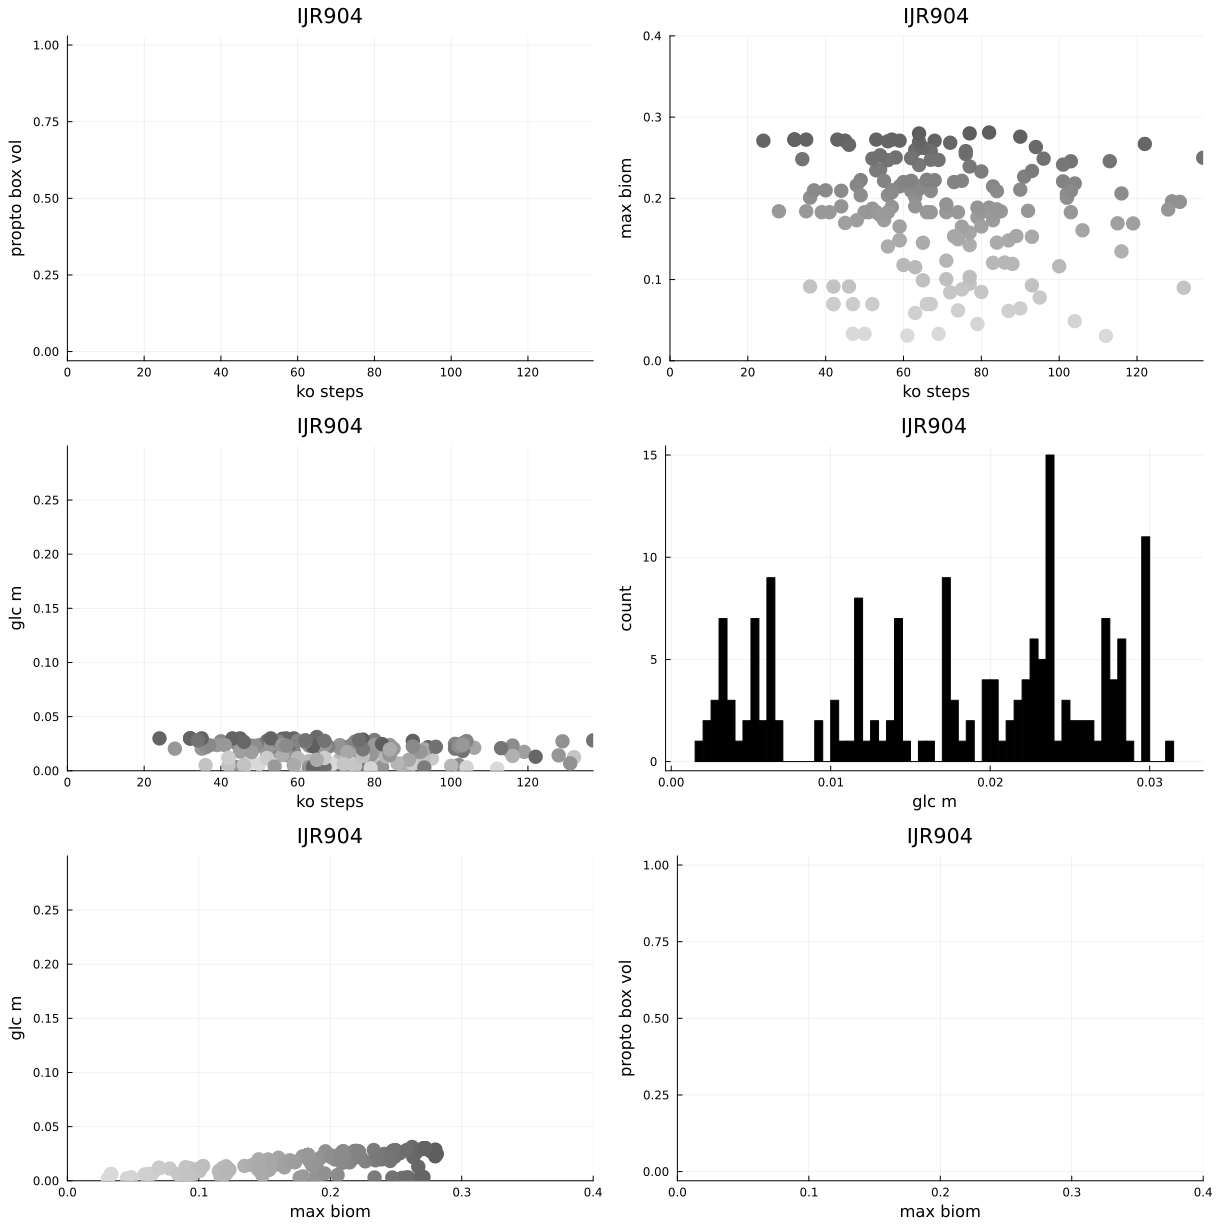 IJR904
1.00
0.75
0.50
0.25
0.00
propto box vol
0 20 40 60 80 100 120
ko steps
IJR904
0.4
0.3
0.2
0.1
0.0
max biom
0 20 40 60 80 100 120
ko steps
IJR904
0.25
0.20
0.15
0.10
0.05
0.00
glc m
0 20 40 60 80 100 120
ko steps
IJR904
15
10
5
0
count
0.00 0.01 0.02 0.03
glc m
IJR904
0.25
0.20
0.15
0.10
0.05
0.00
glc m
0.0 0.1 0.2 0.3 0.4
max biom
IJR904
1.00
0.75
0.50
0.25
0.00
propto box vol
0.0 0.1 0.2 0.3 0.4
max biom